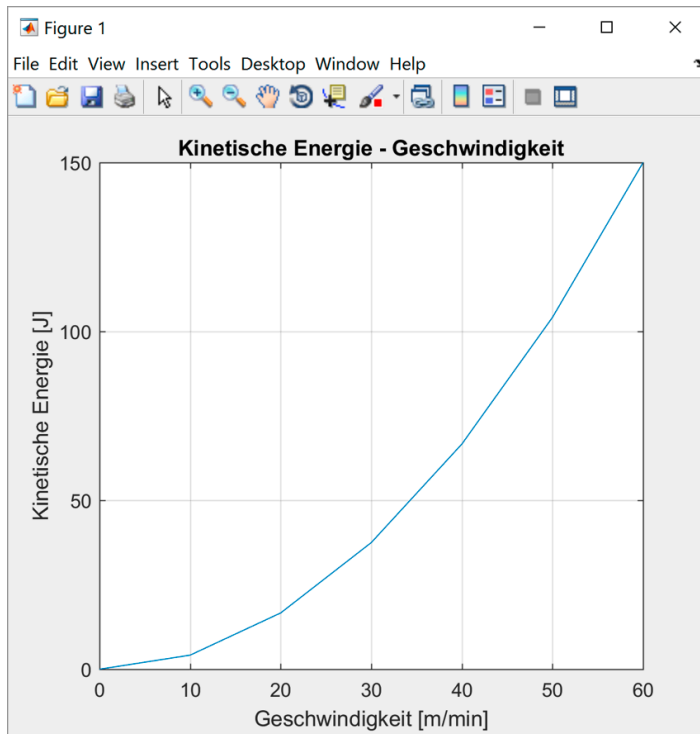 Figure 1
File Edit View Insert Tools Desktop Window Help
Kinetische Energie - Geschwindigkeit
150
100
50
0
Kinetische Energie [J]
0 10 20 30 40 50 60
Geschwindigkeit [m/min]